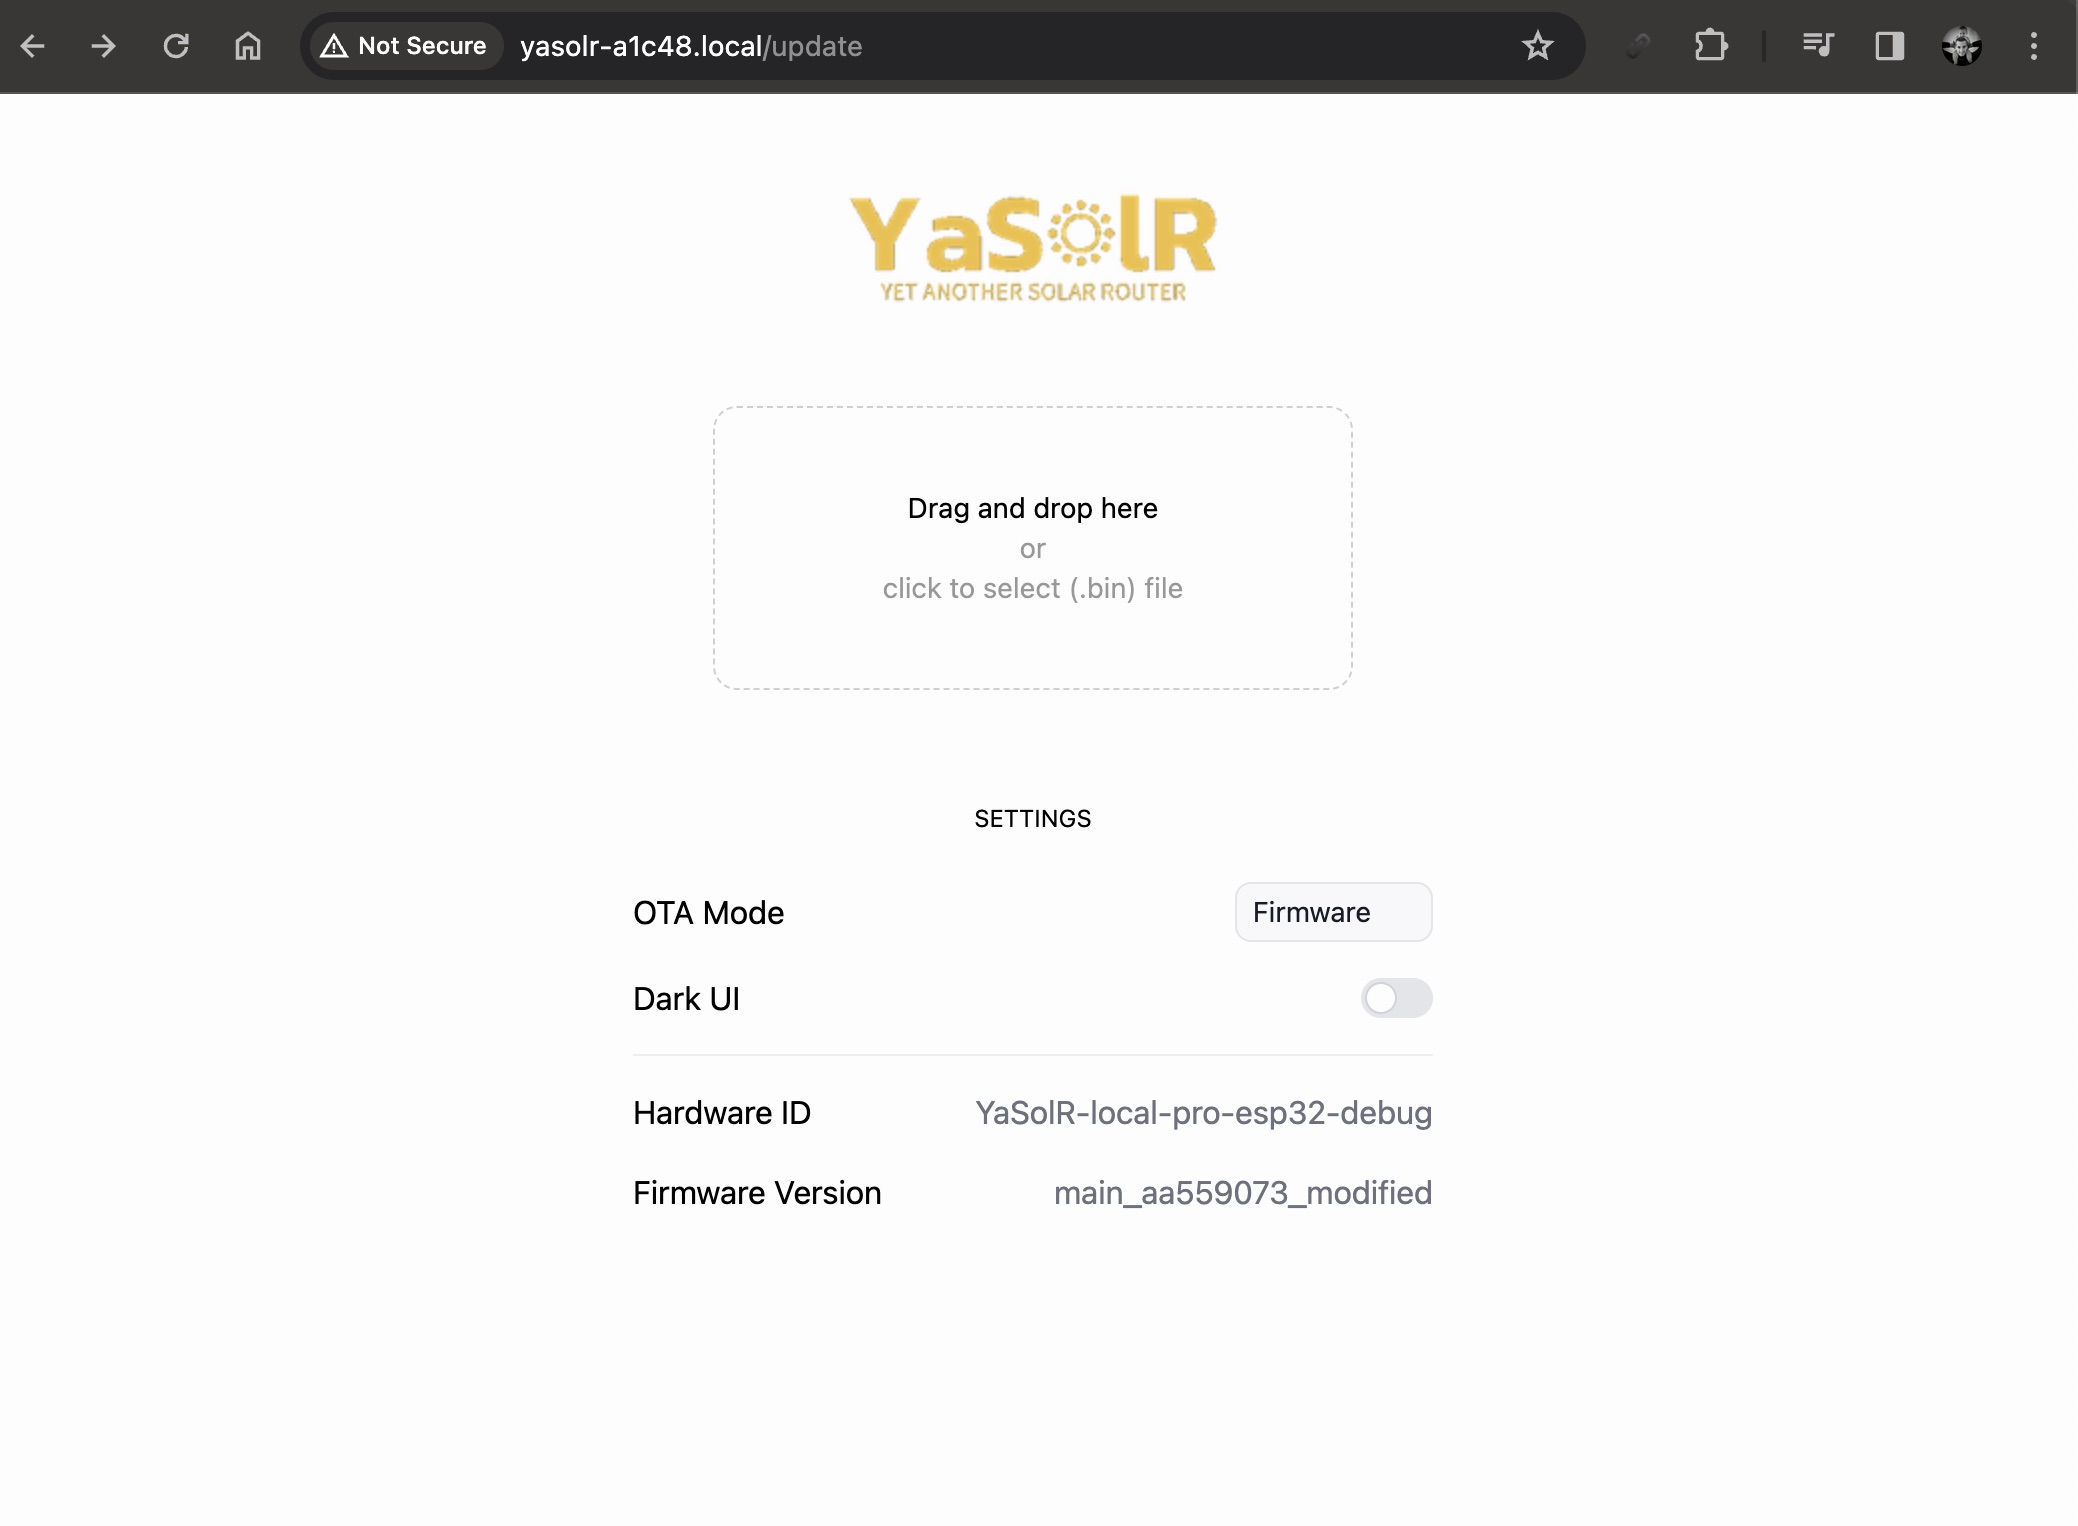 Not Secure yasolr-a1c48.local/update
YaSolR
YET ANOTHER SOLAR ROUTER
Drag and drop here
or
click to select (.bin) file
SETTINGS
OTA Mode Firmware
Dark UI
Hardware ID YaSolR-local-pro-esp32-debug
Firmware Version main_aa559073_modified